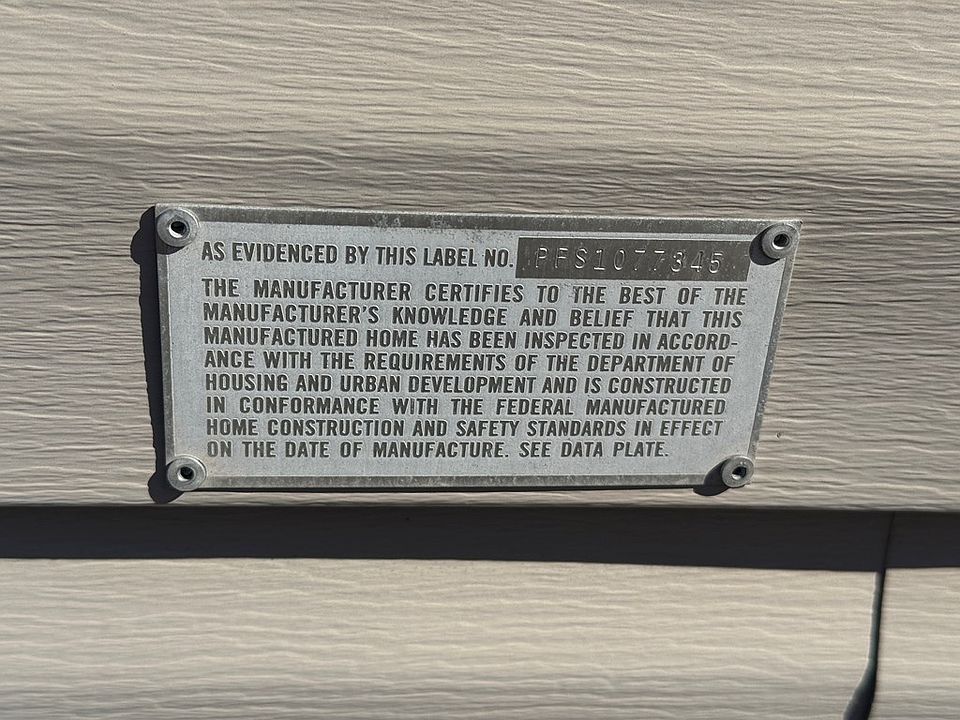 AS EVIDENCED BY THIS LABEL NO. PFS1077345
THE MANUFACTURER CERTIFIES TO THE BEST OF THE
MANUFACTURER'S KNOWLEDGE AND BELIEF THAT THIS
MANUFACTURED HOME HAS BEEN INSPECTED IN ACCORD-
ANCE WITH THE REQUIREMENTS OF THE DEPARTMENT OF
HOUSING AND URBAN DEVELOPMENT AND IS CONSTRUCTED
IN CONFORMANCE WITH THE FEDERAL MANUFACTURED
HOME CONSTRUCTION AND SAFETY STANDARDS IN EFFECT
ON THE DATE OF MANUFACTURE. SEE DATA PLATE.